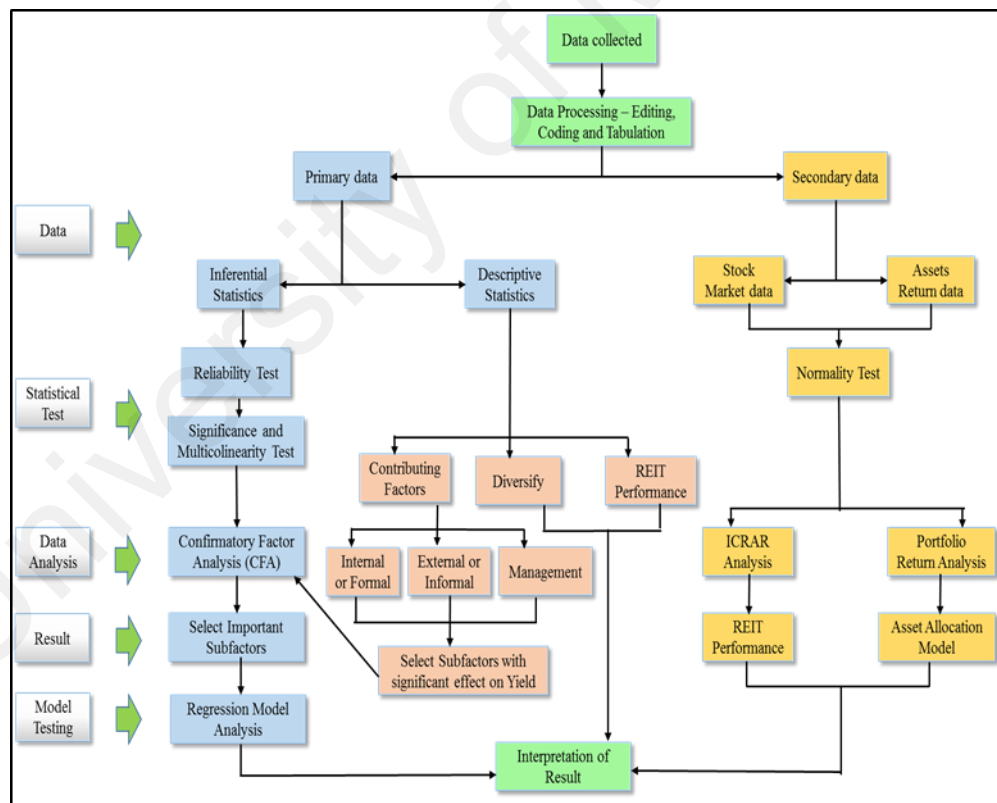 Data collected
Data Processing – Editing,
Coding and Tabulation
Primary data
Secondary data
Data
Inferential
Statistics
Descriptive
Statistics
Stock
Market data
Assets
Return data
Reliability Test
Normality Test
Statistical
Test
Significance and
Multicolinearity Test
Contributing
Factors
Diversify
REIT
Performance
Data
Analysis
Confirmatory Factor
Analysis (CFA)
Internal
or Formal
External or
Informal
Management
ICRAR
Analysis
Portfolio
Return Analysis
Result
Select Important
Subfactors
Select Subfactors with
significant effect on Yield
REIT
Performance
Asset Allocation
Model
Model
Testing
Regression Model
Analysis
Interpretation of
Result
University of